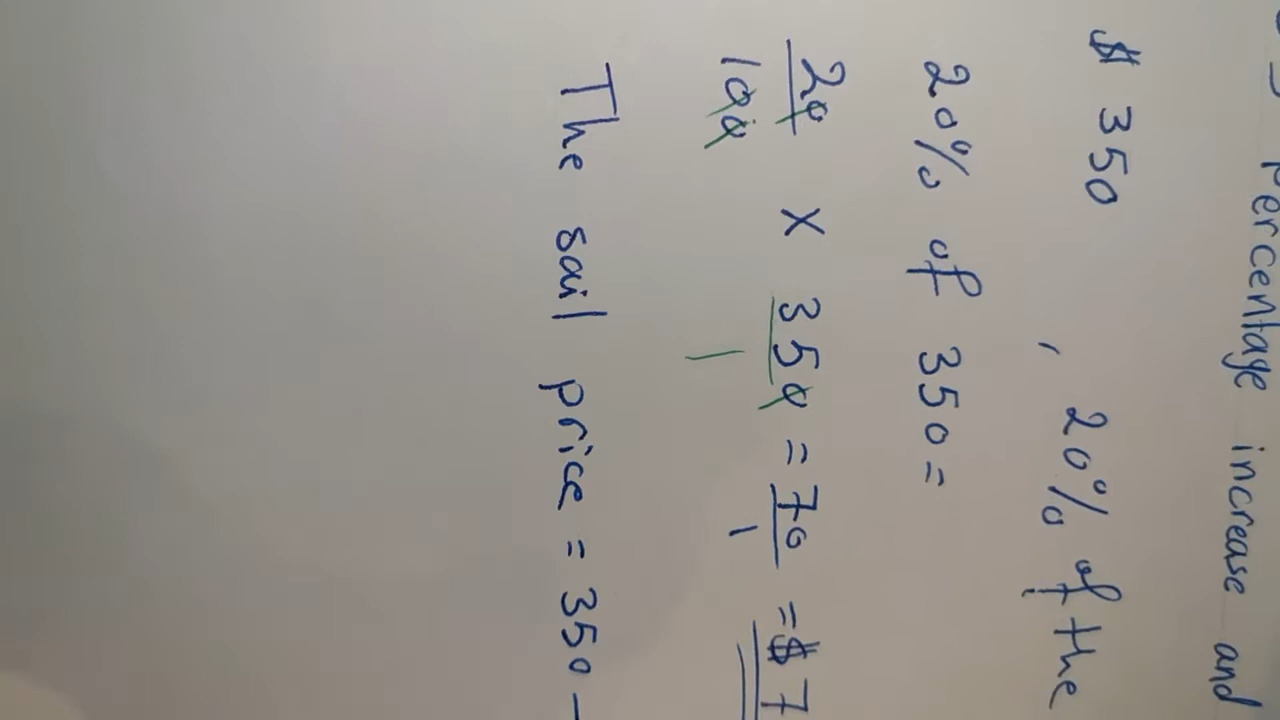 Percentage increase and
$ 350 , 20% of the
20% of 350 =
20/100 × 350/1 = 70/1 = $ 7
The sail price = 350 -